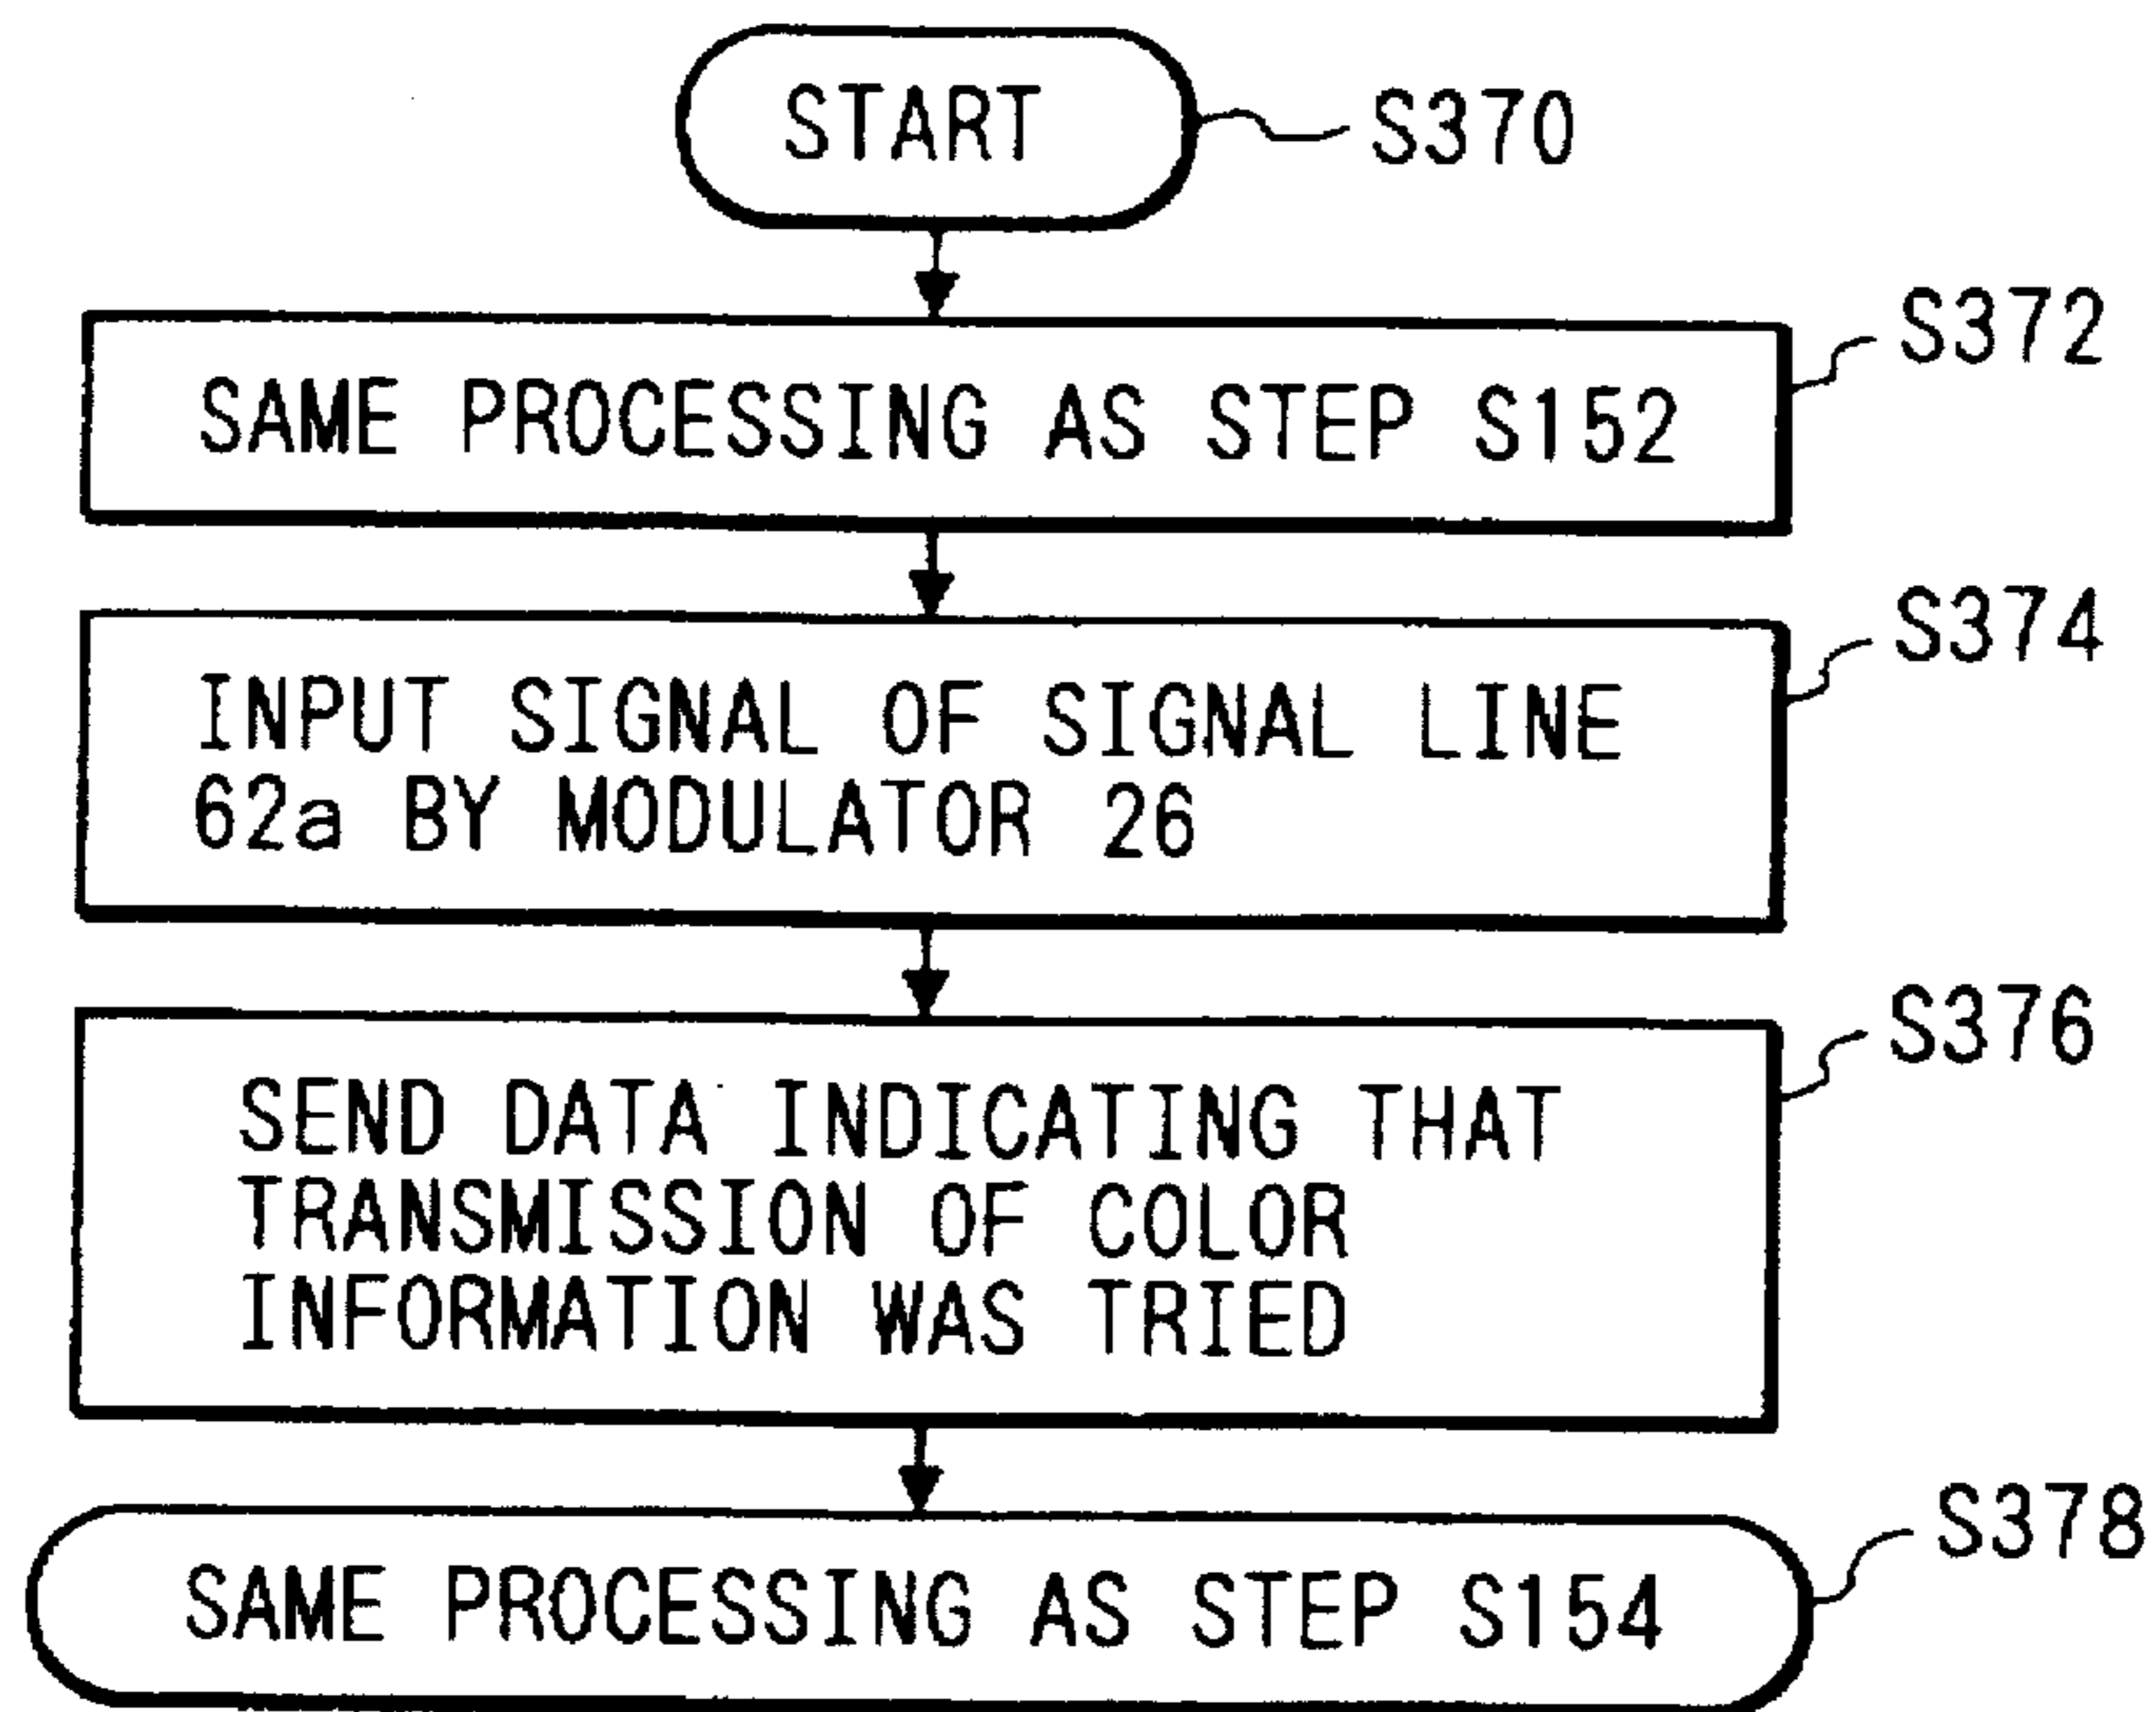 START
S370
S372
SAME PROCESSING AS STEP S152
S374
INPUT SIGNAL OF SIGNAL LINE
62a BY MODULATOR 26
S376
SEND DATA INDICATING THAT
TRANSMISSION OF COLOR
INFORMATION WAS TRIED
S378
SAME PROCESSING AS STEP S154